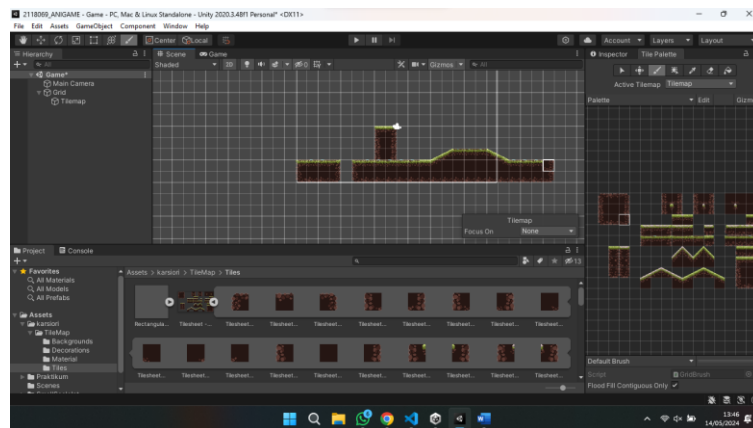 2118069_ANIGAME - Game - PC, Mac & Linux Standalone - Unity 2020.3.48f1 Personal* <DX11>
File Edit Assets GameObject Component Window Help
Center Local
Account Layers Layout
Hierarchy Scene Game Inspector Tile Palette
All Shaded 2D 0 Gizmos All
Game*
Main Camera
Grid
Tilemap
Active Tilemap Tilemap
Palette Edit Gizm
Tilemap
Focus On None
Project Console
13
Favorites
All Materials
All Models
All Prefabs
Assets
karsiori
TileMap
Backgrounds
Decorations
Material
Tiles
Praktikum
Scenes
Assets > karsiori > TileMap > Tiles
Rectangula... Tilesheet -... Tilesheet... Tilesheet... Tilesheet... Tilesheet... Tilesheet... Tilesheet... Tilesheet... Tilesheet...
Tilesheet... Tilesheet... Tilesheet... Tilesheet... Tilesheet... Tilesheet... Tilesheet... Tilesheet... Tilesheet... Tilesheet...
Default Brush
Script GridBrush
Flood Fill Contiguous Only
13:46
14/05/2024